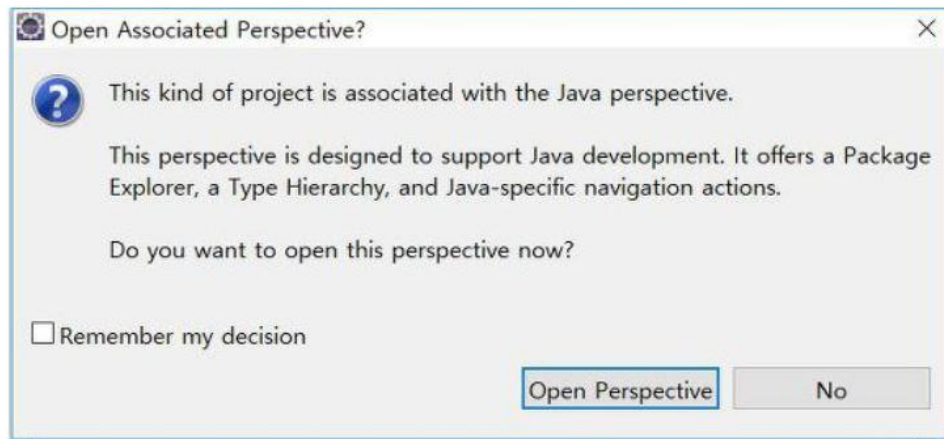 Open Associated Perspective?
This kind of project is associated with the Java perspective.
This perspective is designed to support Java development. It offers a Package
Explorer, a Type Hierarchy, and Java-specific navigation actions.
Do you want to open this perspective now?
Remember my decision
Open Perspective
No